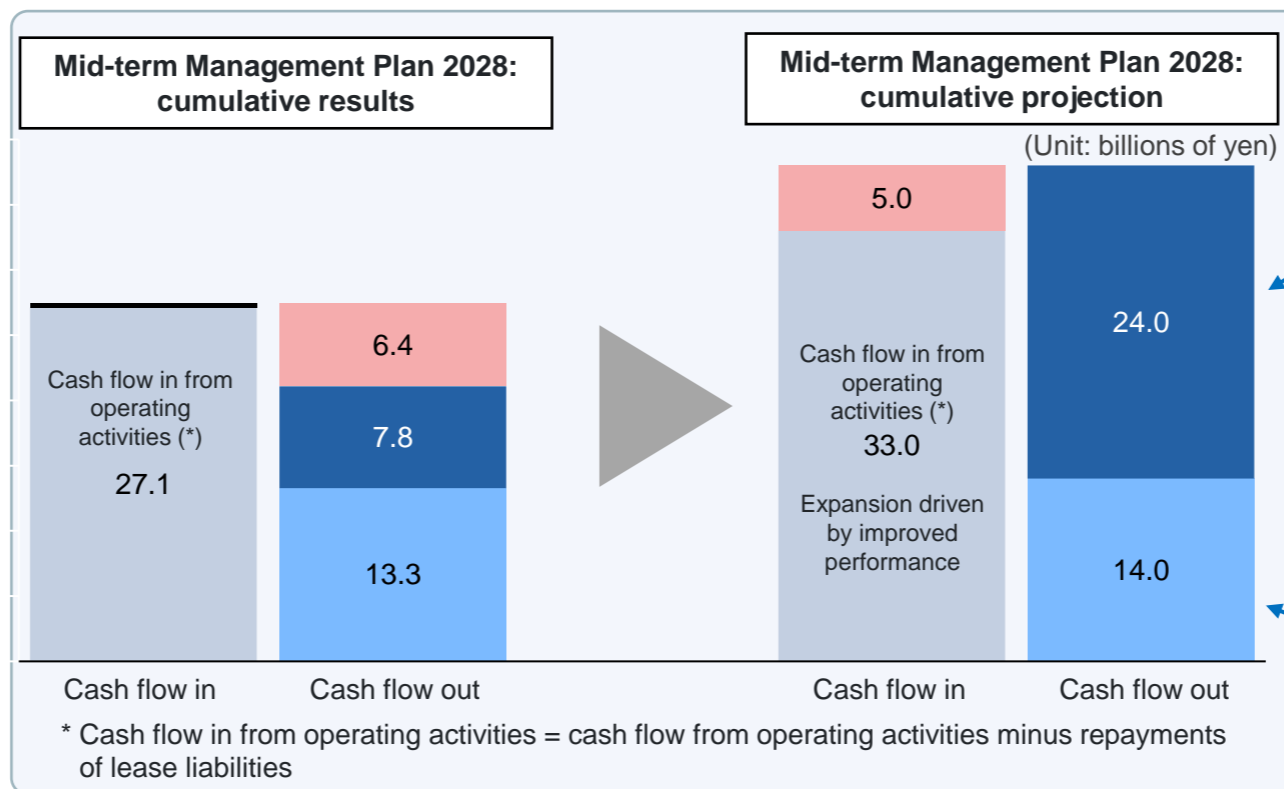 Mid-term Management Plan 2028:
cumulative results
Mid-term Management Plan 2028:
cumulative projection
(Unit: billions of yen)
Cash flow in from
operating
activities (*)
27.1
6.4
7.8
13.3
5.0
Cash flow in from
operating
activities (*)
33.0
Expansion driven
by improved
performance
24.0
14.0
Cash flow in
Cash flow out
Cash flow in
Cash flow out
* Cash flow in from operating activities = cash flow from operating activities minus repayments
of lease liabilities